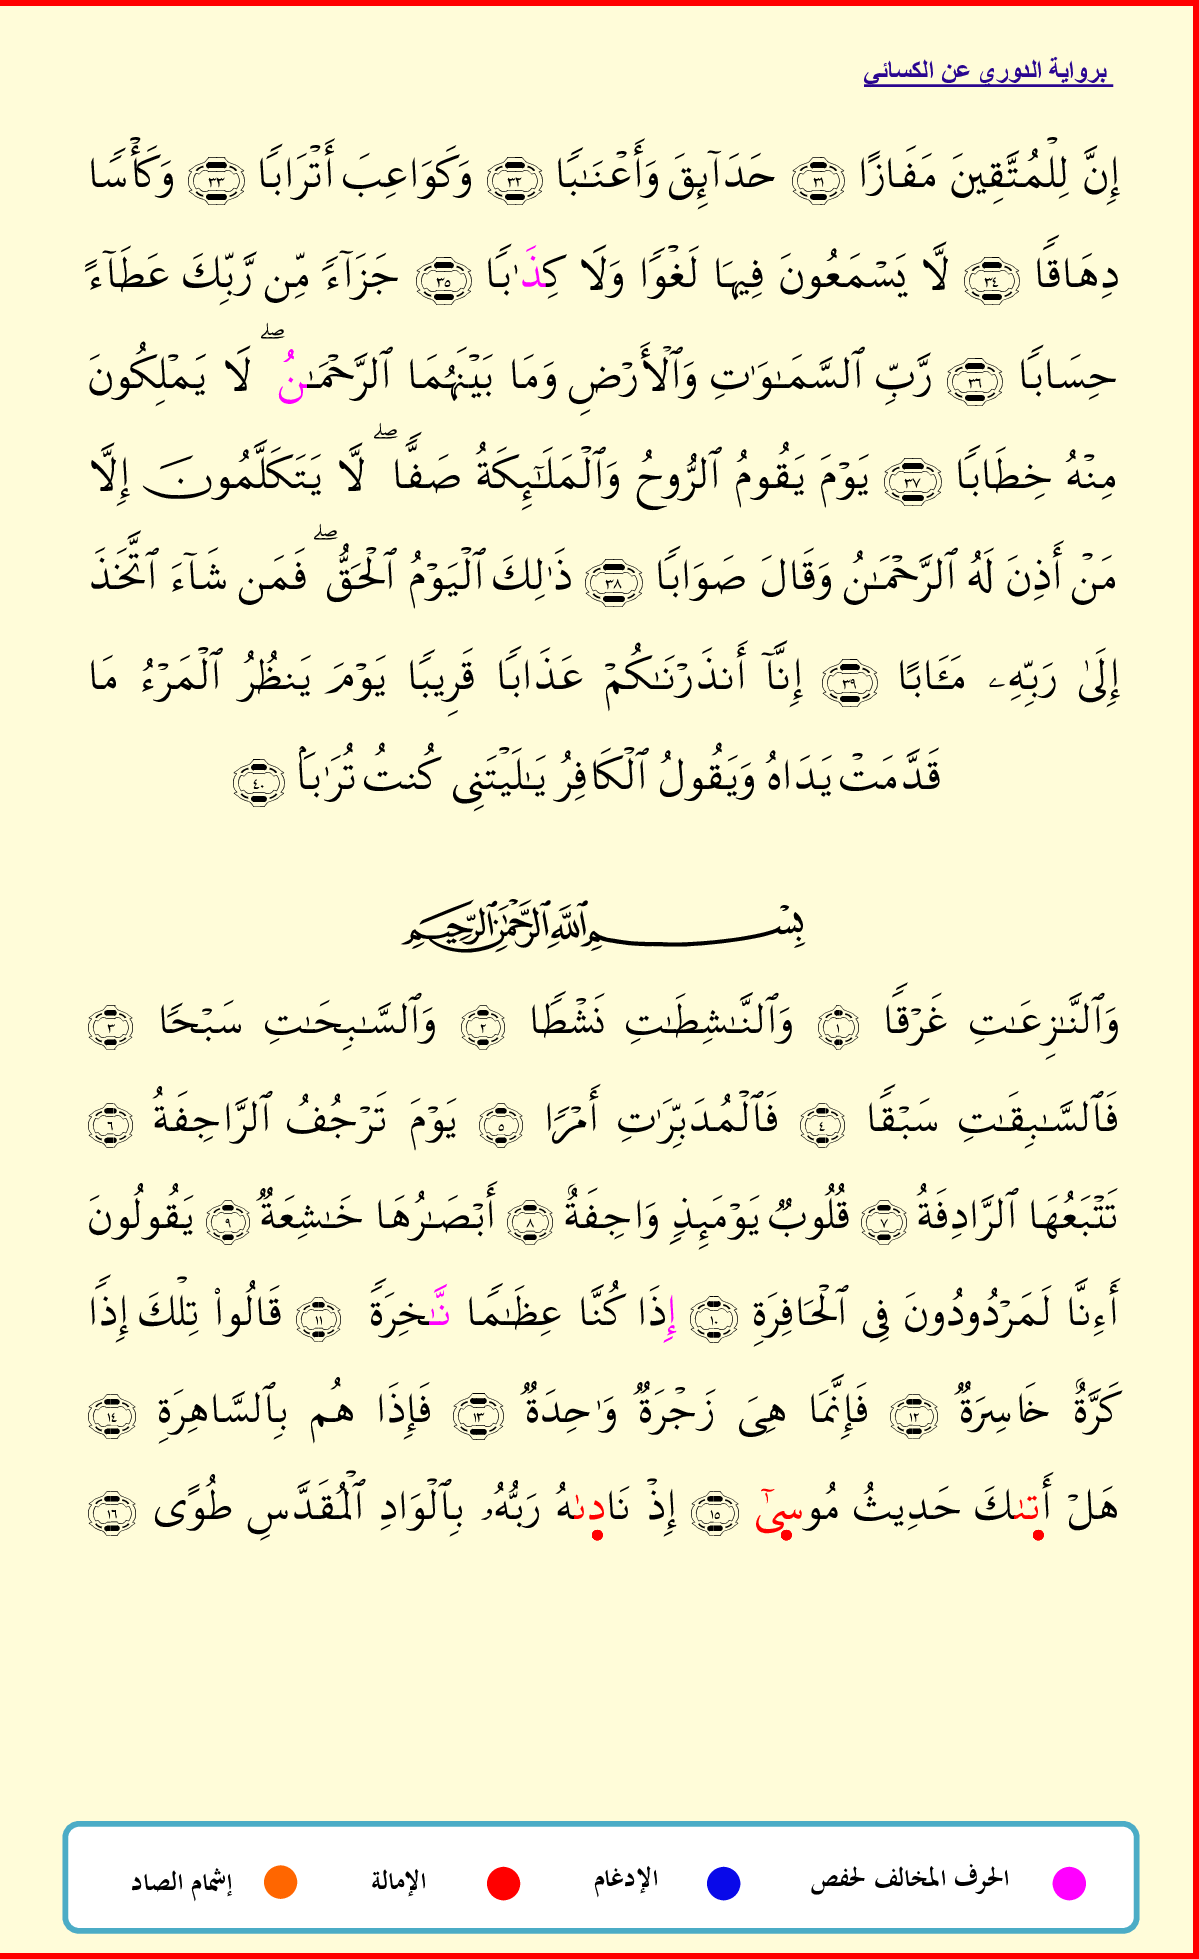 برواية الدوري عن الكسائي
إِنَّ لِلْمُتَّقِينَ مَفَازًا ٣١ حَدَآئِقَ وَأَعْنَـٰبًا ٣٢ وَكَوَاعِبَ أَتْرَابًا ٣٣ وَكَأْسًا
دِهَاقًا ٣٤ لَّا يَسْمَعُونَ فِيهَا لَغْوًا وَلَا كِذَٰبًا ٣٥ جَزَآءً مِّن رَّبِّكَ عَطَآءً
حِسَابًا ٣٦ رَّبِّ ٱلسَّمَـٰوَٰتِ وَٱلْأَرْضِ وَمَا بَيْنَهُمَا ٱلرَّحْمَـٰنُ ۖ لَا يَمْلِكُونَ
مِنْهُ خِطَابًا ٣٧ يَوْمَ يَقُومُ ٱلرُّوحُ وَٱلْمَلَـٰٓئِكَةُ صَفًّا ۖ لَّا يَتَكَلَّمُونَ إِلَّا
مَنْ أَذِنَ لَهُ ٱلرَّحْمَـٰنُ وَقَالَ صَوَابًا ٣٨ ذَٰلِكَ ٱلْيَوْمُ ٱلْحَقُّ ۖ فَمَن شَآءَ ٱتَّخَذَ
إِلَىٰ رَبِّهِۦ مَـَٔابًا ٣٩ إِنَّآ أَنذَرْنَـٰكُمْ عَذَابًا قَرِيبًا يَوْمَ يَنظُرُ ٱلْمَرْءُ مَا
قَدَّمَتْ يَدَاهُ وَيَقُولُ ٱلْكَافِرُ يَـٰلَيْتَنِى كُنتُ تُرَٰبًۢا ٤٠
بِسْمِ ٱللَّهِ ٱلرَّحْمَـٰنِ ٱلرَّحِيمِ
وَٱلنَّـٰزِعَـٰتِ غَرْقًا ١ وَٱلنَّـٰشِطَـٰتِ نَشْطًا ٢ وَٱلسَّـٰبِحَـٰتِ سَبْحًا ٣
فَٱلسَّـٰبِقَـٰتِ سَبْقًا ٤ فَٱلْمُدَبِّرَٰتِ أَمْرًا ٥ يَوْمَ تَرْجُفُ ٱلرَّاجِفَةُ ٦
تَتْبَعُهَا ٱلرَّادِفَةُ ٧ قُلُوبٌ يَوْمَئِذٍ وَاجِفَةٌ ٨ أَبْصَـٰرُهَا خَـٰشِعَةٌ ٩ يَقُولُونَ
أَءِنَّا لَمَرْدُودُونَ فِى ٱلْحَافِرَةِ ١٠ إِذَا كُنَّا عِظَـٰمًا نَّـٰخِرَةً ١١ قَالُوا۟ تِلْكَ إِذًا
كَرَّةٌ خَاسِرَةٌ ١٢ فَإِنَّمَا هِىَ زَجْرَةٌ وَٰحِدَةٌ ١٣ فَإِذَا هُم بِٱلسَّاهِرَةِ ١٤
هَلْ أَتَىٰكَ حَدِيثُ مُوسَىٰٓ ١٥ إِذْ نَادَىٰهُ رَبُّهُۥ بِٱلْوَادِ ٱلْمُقَدَّسِ طُوًى ١٦
الحرف المخالف لحفص الإدغام الإمالة إشمام الصاد